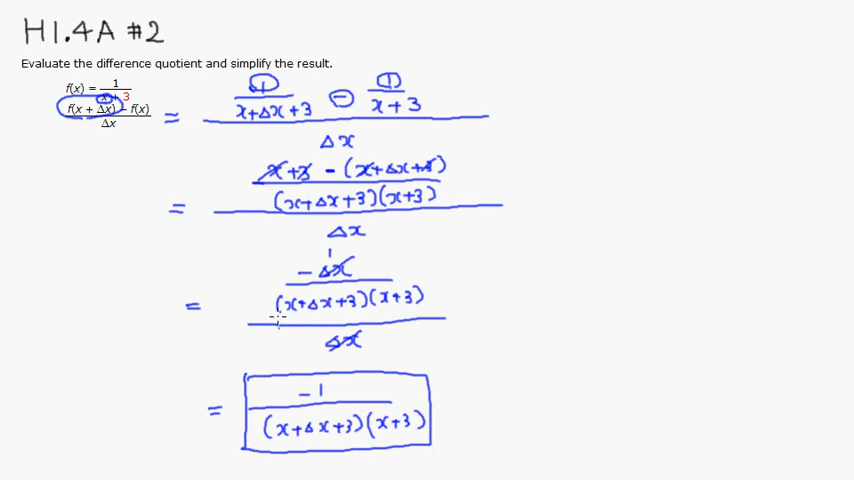 H1.4A #2
Evaluate the difference quotient and simplify the result.
f(x) = 1 / (x + 3)
(f(x + Δx) − f(x)) / Δx = (1 / (x+Δx+3) − 1 / (x+3)) / Δx
= ((x+3 − (x+Δx+3)) / ((x+Δx+3)(x+3))) / Δx
1
= (−Δx / ((x+Δx+3)(x+3))) / Δx
= −1 / ((x+Δx+3)(x+3))